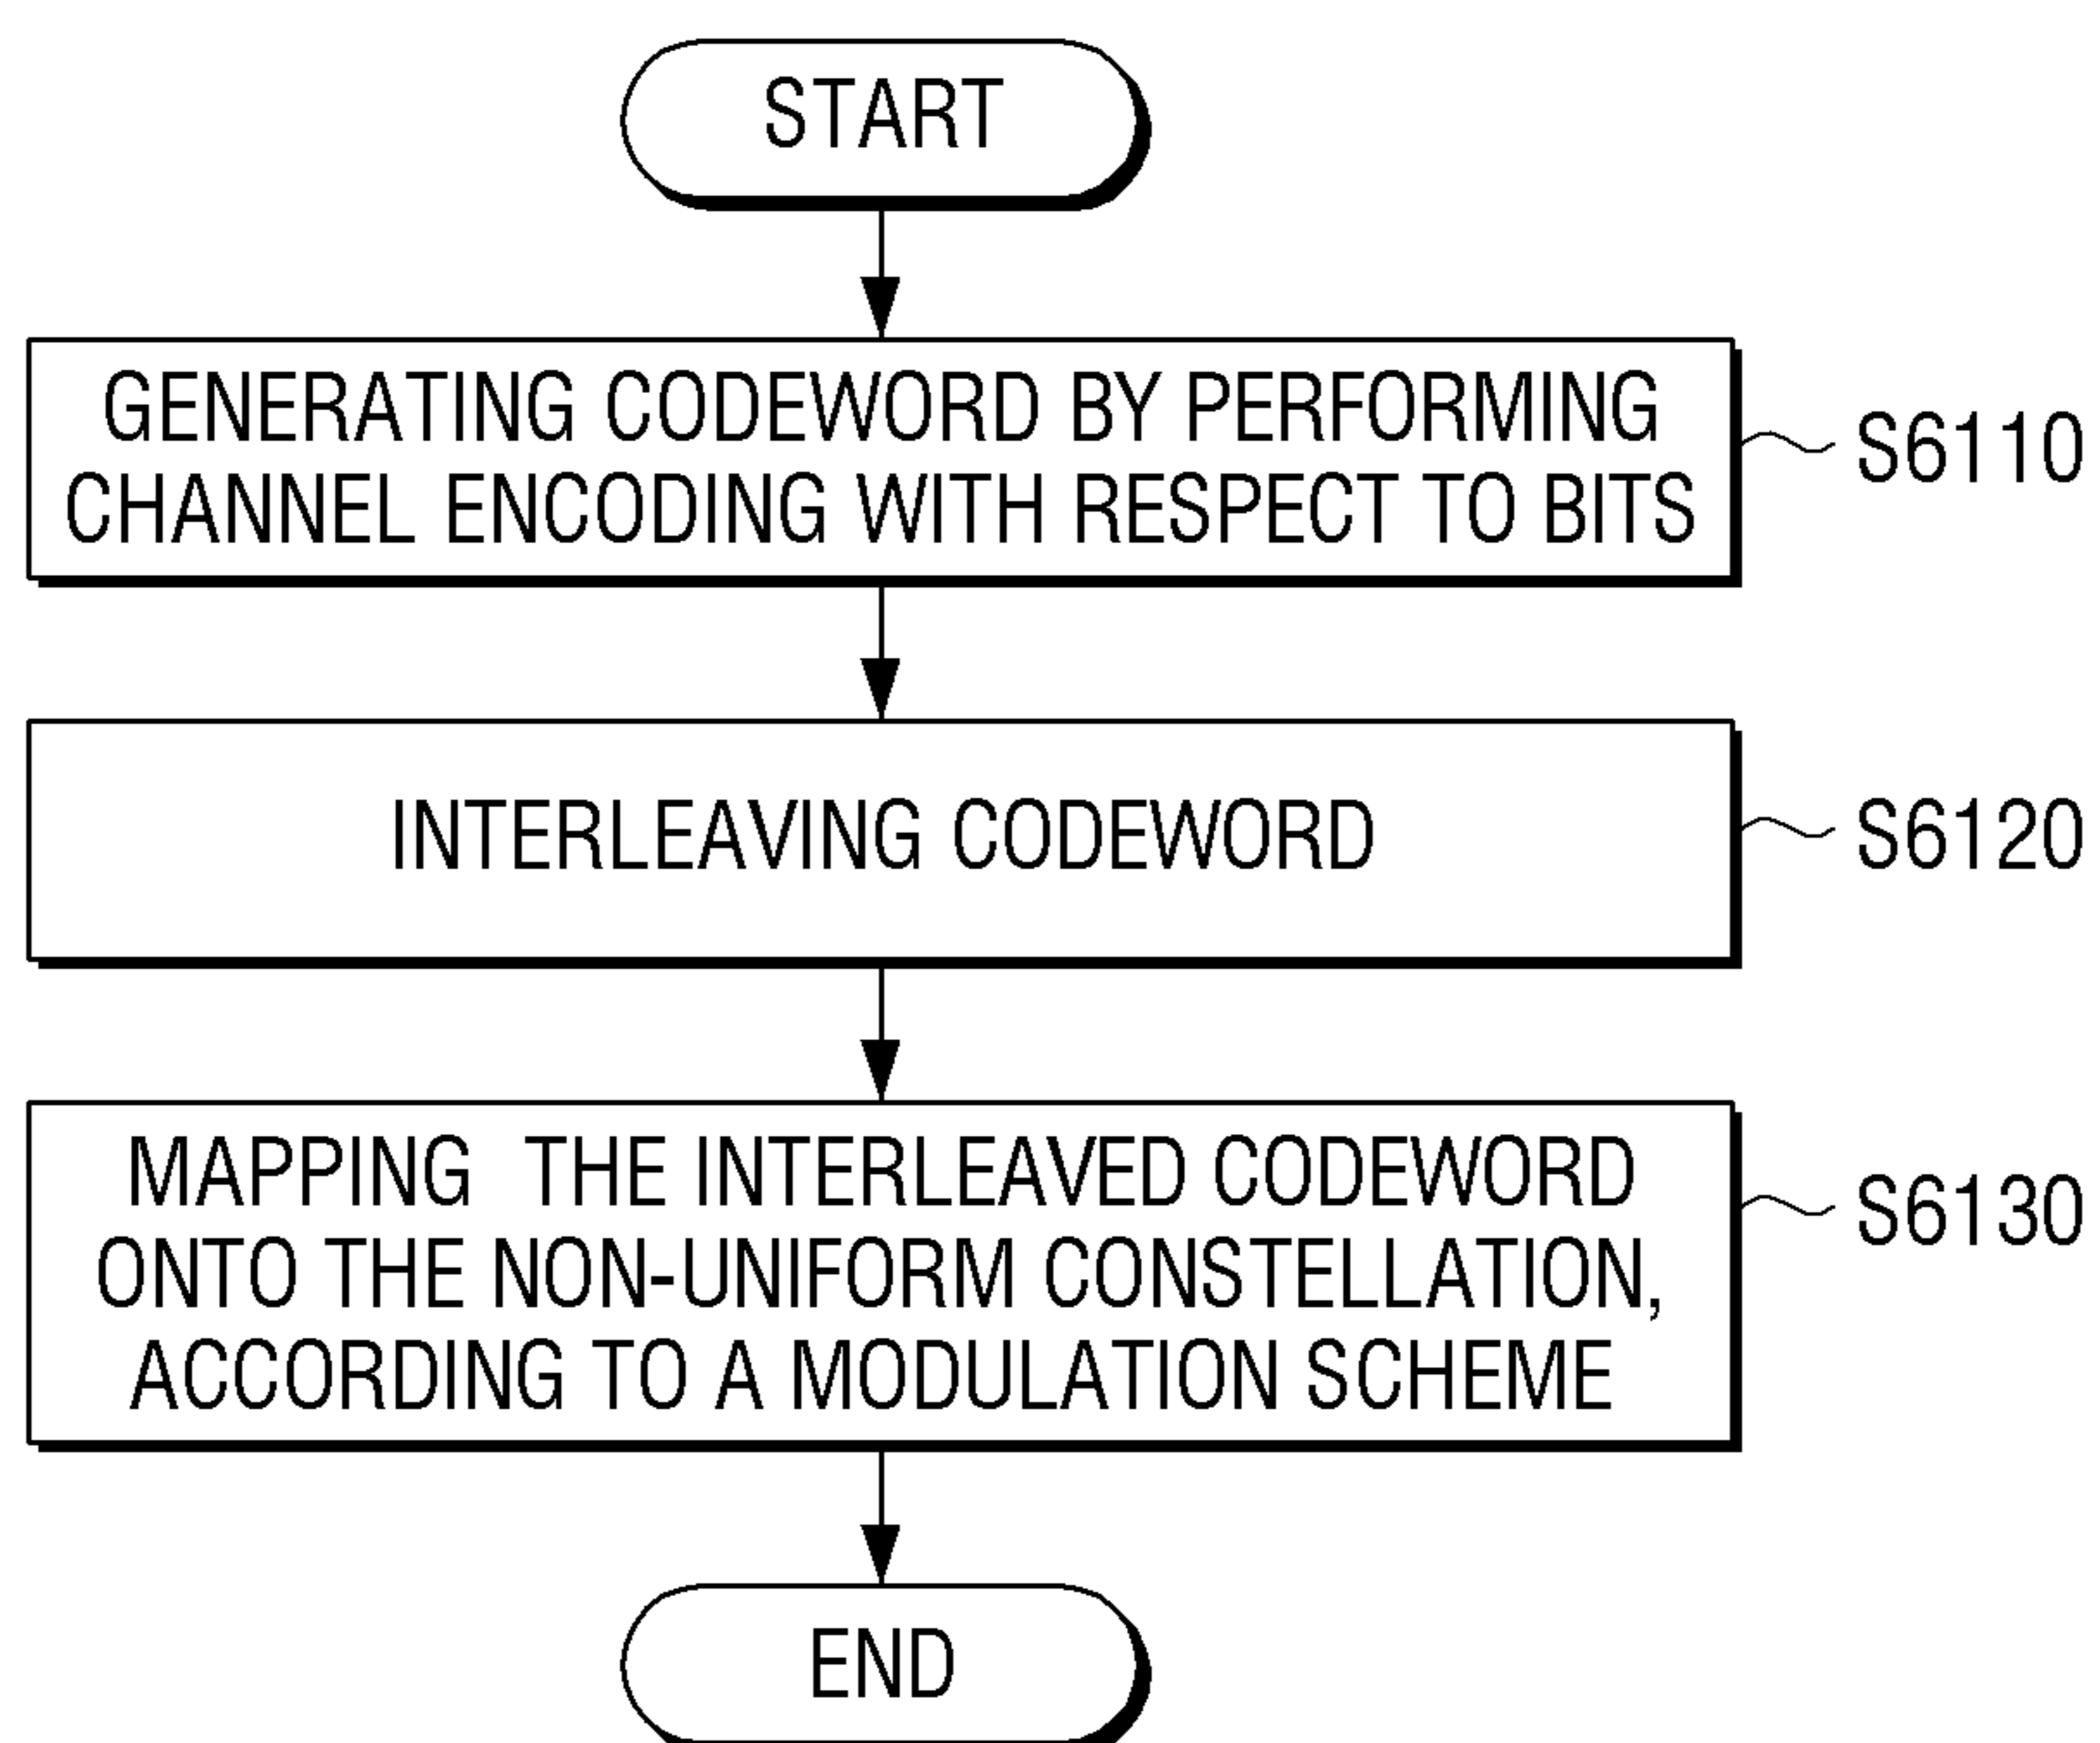 START
GENERATING CODEWORD BY PERFORMING
CHANNEL ENCODING WITH RESPECT TO BITS
S6110
INTERLEAVING CODEWORD
S6120
MAPPING THE INTERLEAVED CODEWORD
ONTO THE NON-UNIFORM CONSTELLATION,
ACCORDING TO A MODULATION SCHEME
S6130
END